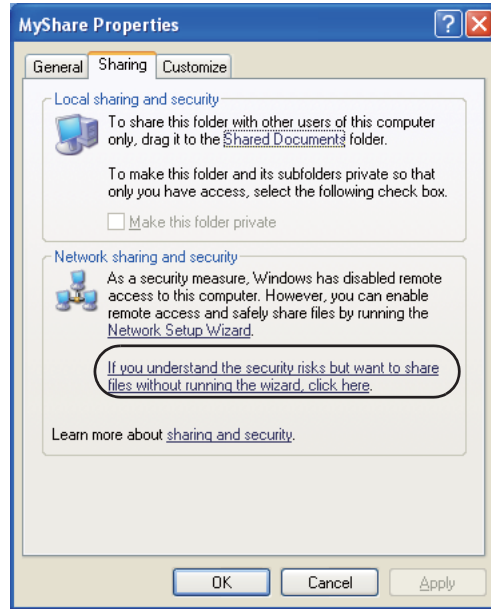 MyShare Properties
General Sharing Customize
Local sharing and security
To share this folder with other users of this computer
only, drag it to the Shared Documents folder.
To make this folder and its subfolders private so that
only you have access, select the following check box.
Make this folder private
Network sharing and security
As a security measure, Windows has disabled remote
access to this computer. However, you can enable
remote access and safely share files by running the
Network Setup Wizard.
If you understand the security risks but want to share
files without running the wizard, click here.
Learn more about sharing and security.
OK Cancel Apply